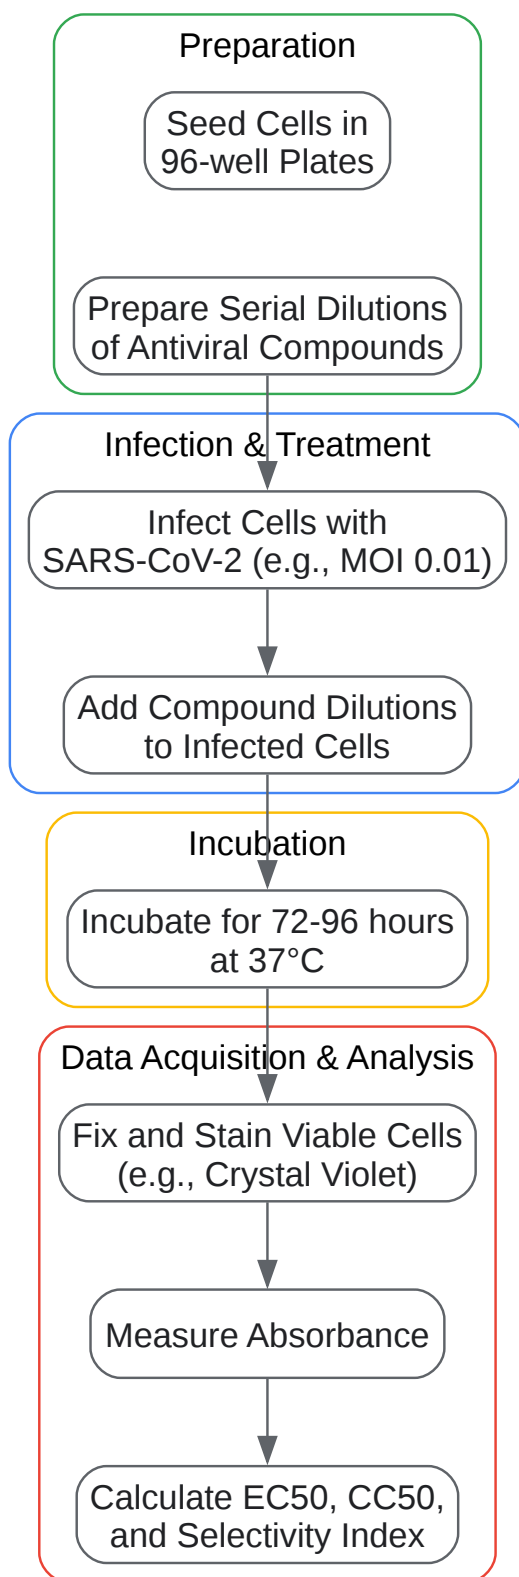 Preparation
Seed Cells in
96-well Plates
Prepare Serial Dilutions
of Antiviral Compounds
Infection & Treatment
Infect Cells with
SARS-CoV-2 (e.g., MOI 0.01)
Add Compound Dilutions
to Infected Cells
Incubation
Incubate for 72-96 hours
at 37°C
Data Acquisition & Analysis
Fix and Stain Viable Cells
(e.g., Crystal Violet)
Measure Absorbance
Calculate EC50, CC50,
and Selectivity Index